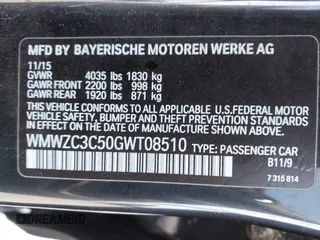 MFD BY BAYERISCHE MOTOREN WERKE AG
11/15
GVWR 4035 lbs 1830 kg
GAWR FRONT 2200 lbs 998 kg
GAWR REAR 1920 lbs 871 kg
THIS VEHICLE CONFORMS TO ALL APPLICABLE U.S.FEDERAL MOTOR
VEHICLE SAFETY, BUMPER, AND THEFT PREVENTION STANDARDS
IN EFFECT ON THE DATE OF MANUFACTURE SHOWN ABOVE.
WMWZC3C50GWT08510 TYPE: PASSENGER CAR
B11/9
7 315 814
DREAMBID